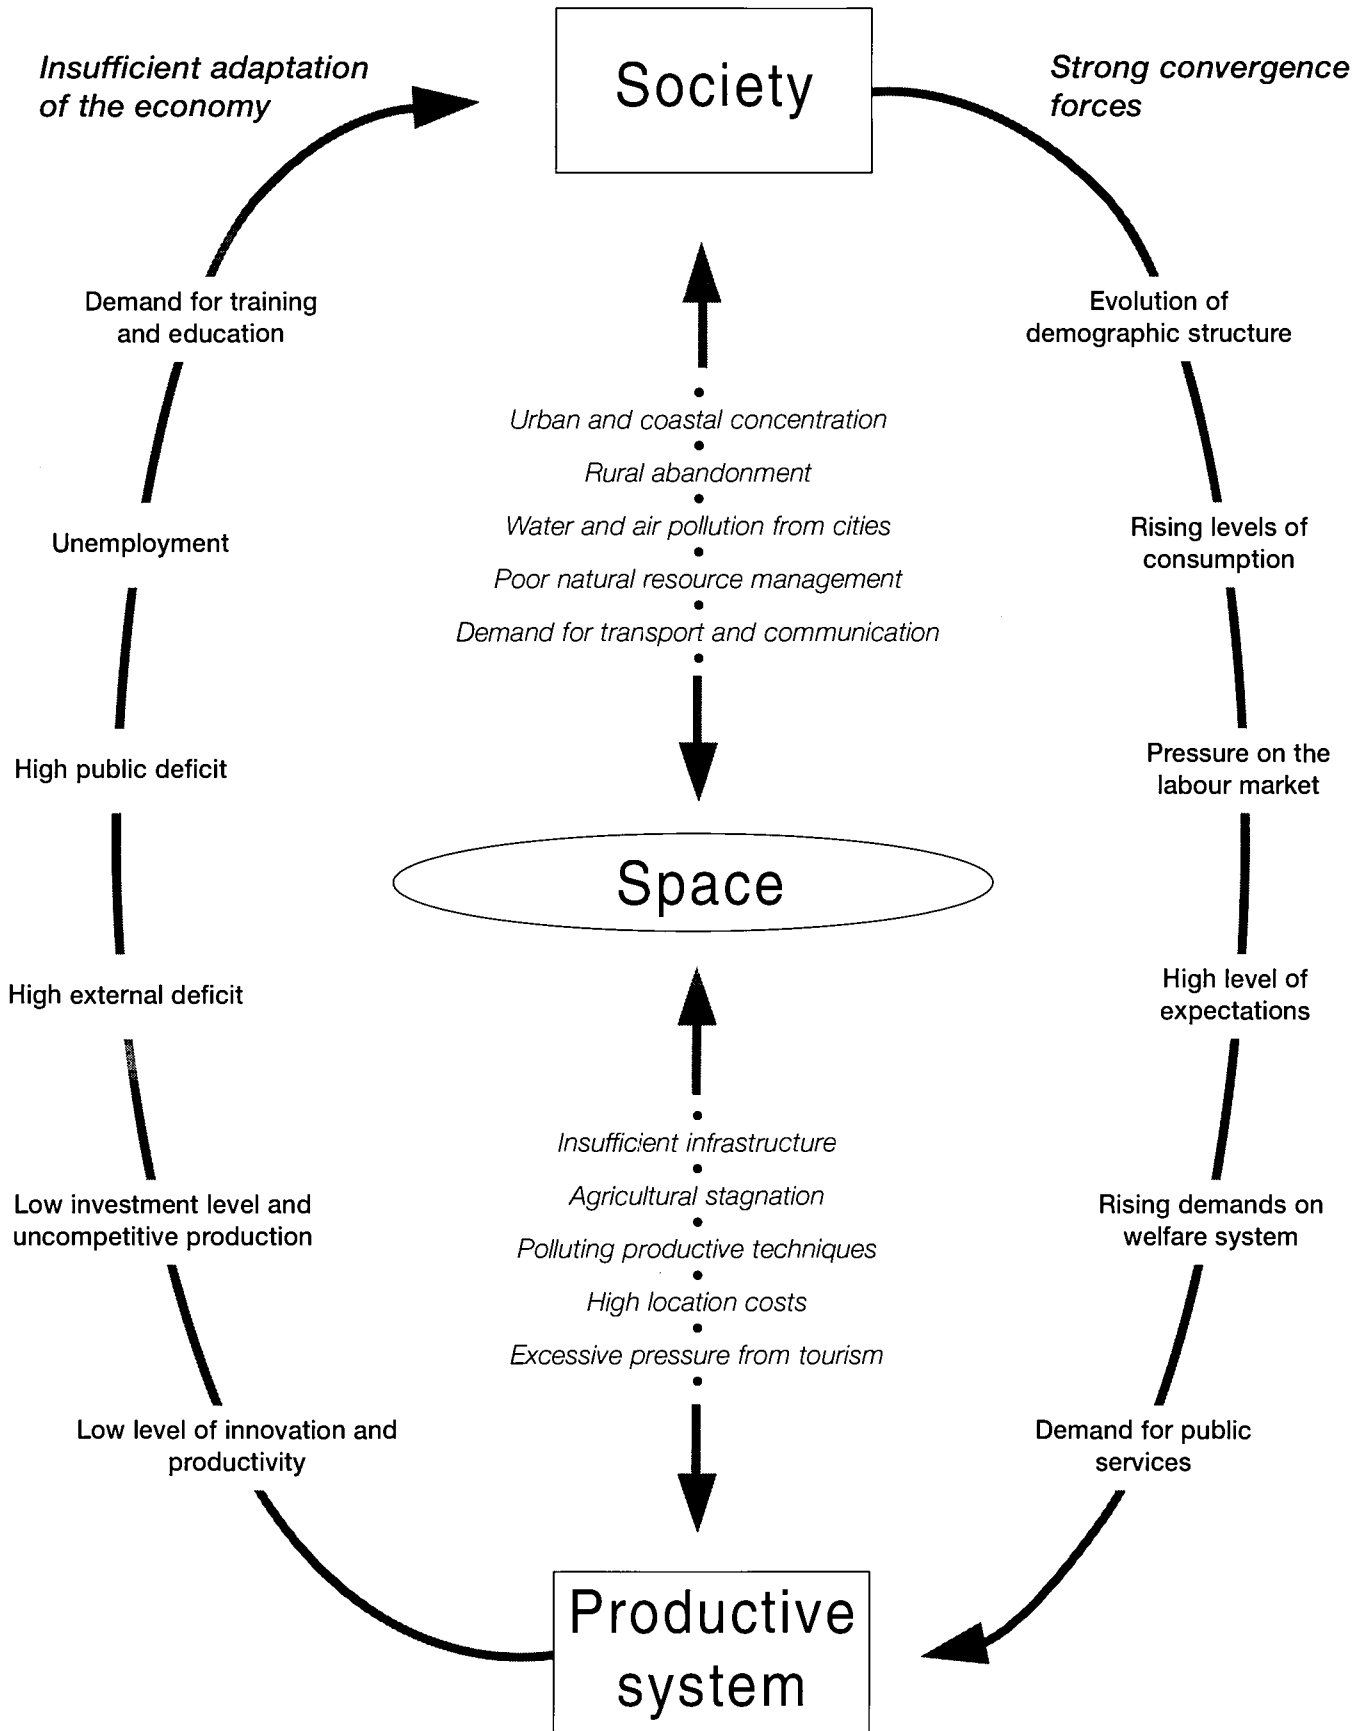 Insufficient adaptation
of the economy
Society
Strong convergence
forces
Demand for training
and education
Evolution of
demographic structure
Urban and coastal concentration
Rural abandonment
Water and air pollution from cities
Poor natural resource management
Demand for transport and communication
Unemployment
Rising levels of
consumption
High public deficit
Pressure on the
labour market
Space
High external deficit
High level of
expectations
Insufficient infrastructure
Agricultural stagnation
Polluting productive techniques
High location costs
Excessive pressure from tourism
Low investment level and
uncompetitive production
Rising demands on
welfare system
Low level of innovation and
productivity
Demand for public
services
Productive
system